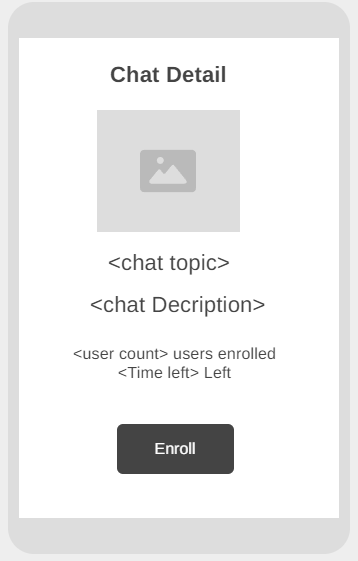 Chat Detail
<chat topic>
<chat Decription>
<user count> users enrolled
<Time left> Left
Enroll